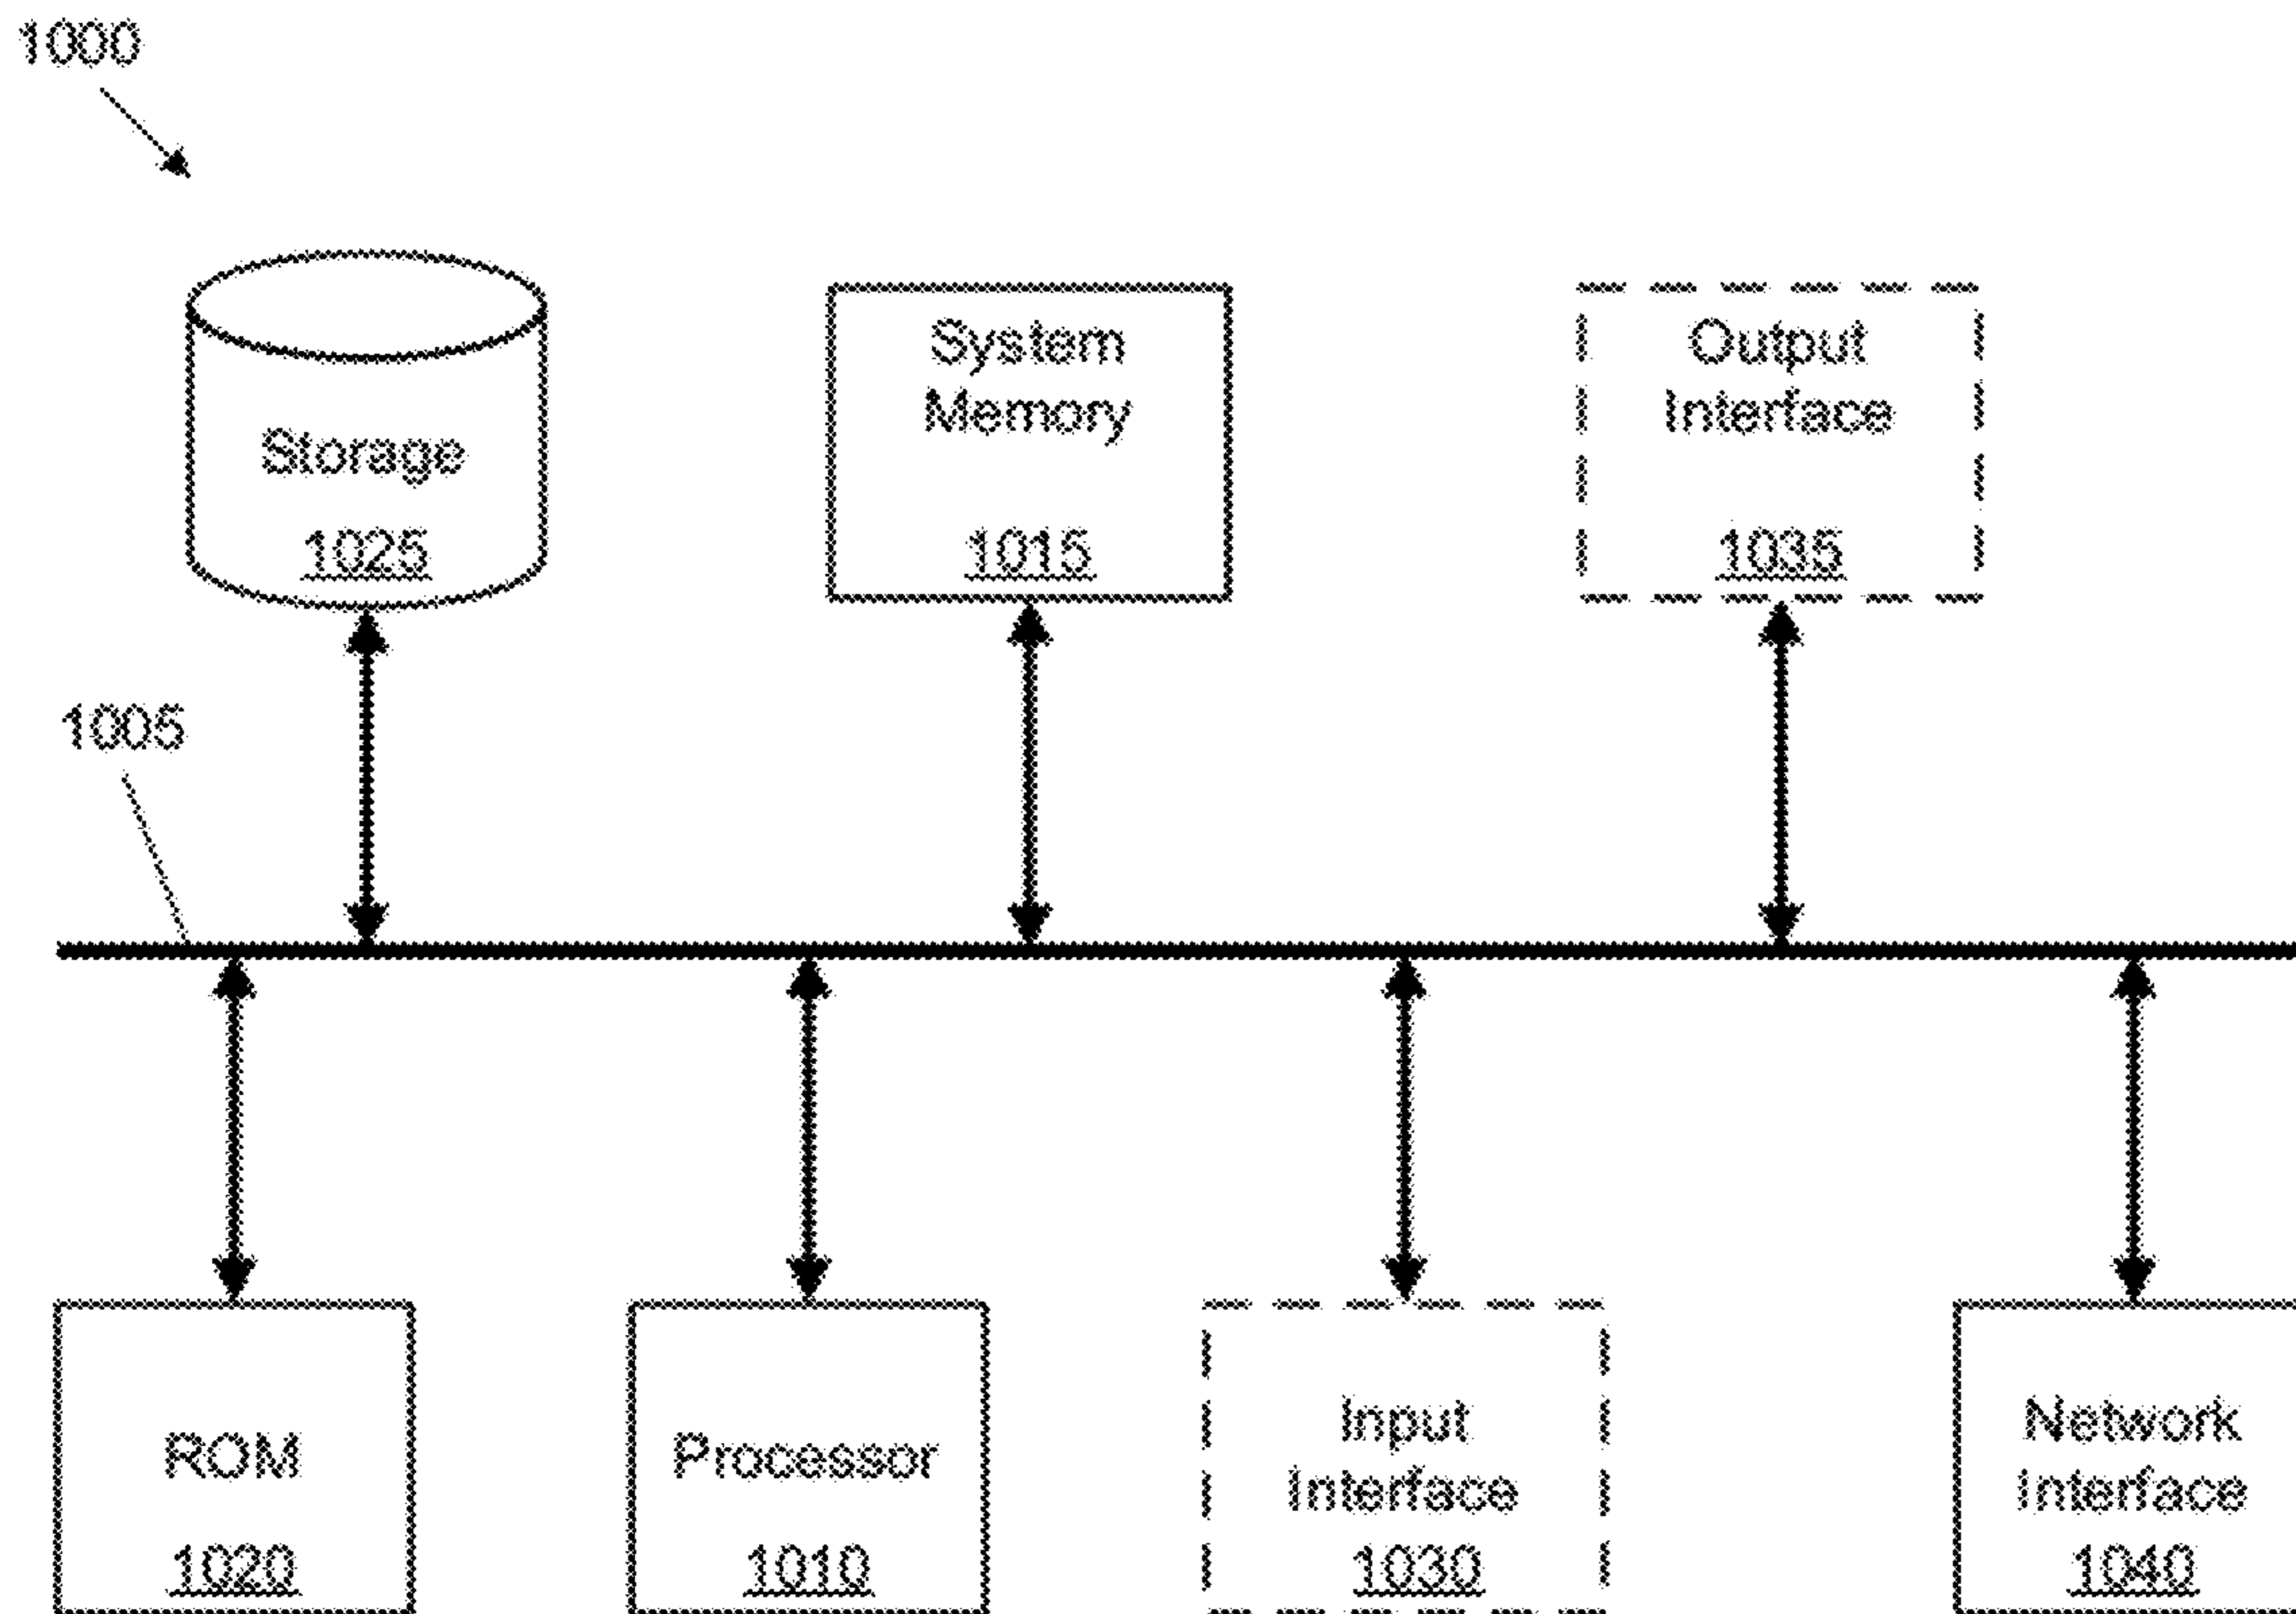 1000
Storage
1025
System
Memory
1015
Output
Interface
1035
1005
ROM
1020
Processor
1010
Input
Interface
1030
Network
Interface
1040